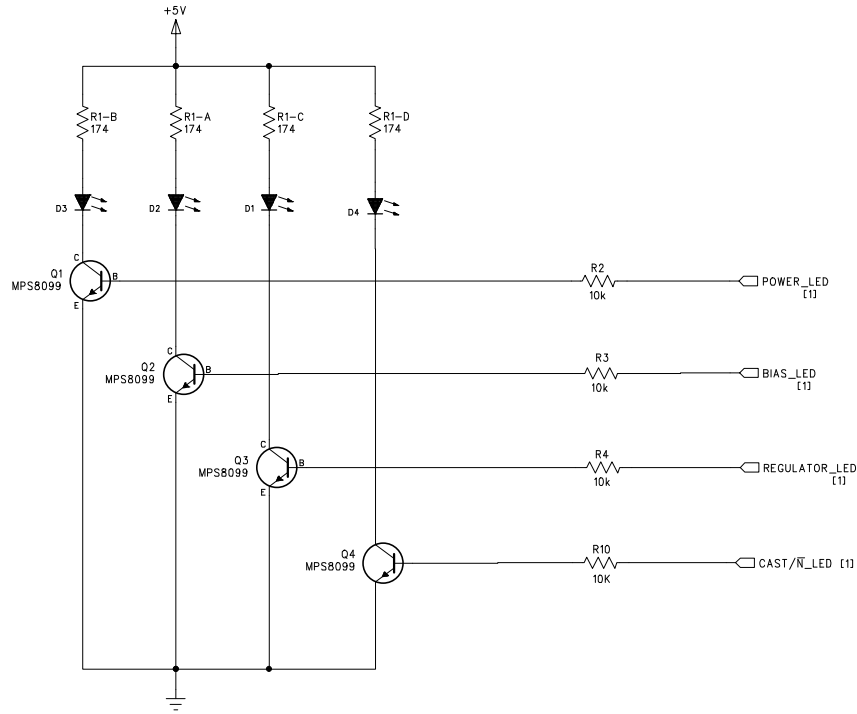 +5V
R1-B
174
R1-A
174
R1-C
174
R1-D
174
D3
D2
D1
D4
C
Q1
MPS8099
B
E
R2
10k
POWER_LED
[1]
C
Q2
MPS8099
B
E
R3
10k
BIAS_LED
[1]
C
Q3
MPS8099
B
E
R4
10k
REGULATOR_LED
[1]
Q4
MPS8099
R10
10K
CAST/N̅_LED [1]